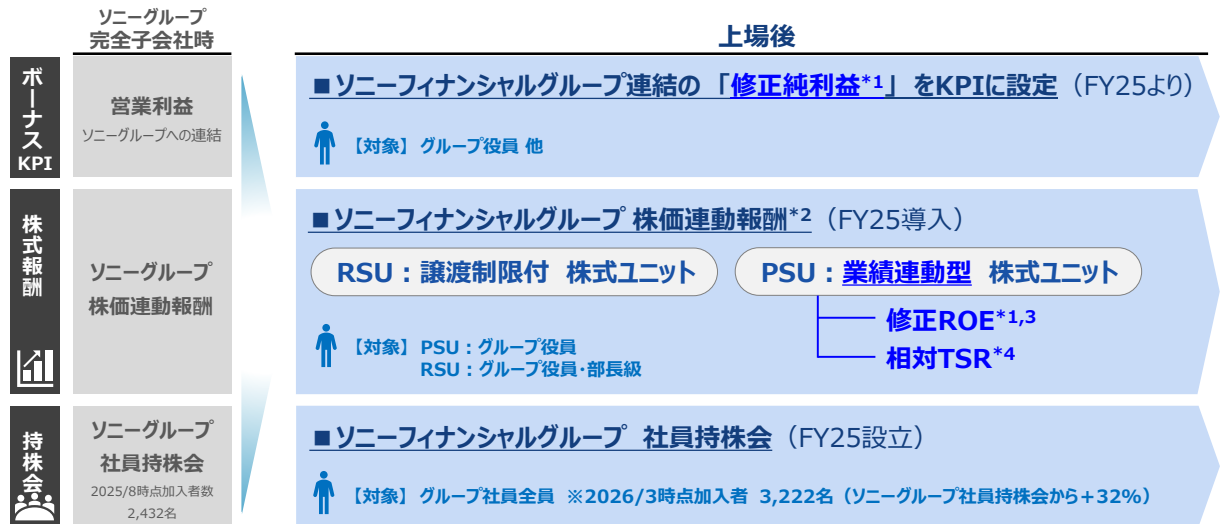 ソニーグループ
完全子会社時
上場後
ボーナス
KPI
営業利益
ソニーグループへの連結
■ソニーフィナンシャルグループ連結の「修正純利益*1」をKPIに設定（FY25より）
【対象】グループ役員 他
株式報酬
ソニーグループ
株価連動報酬
■ソニーフィナンシャルグループ 株価連動報酬*2（FY25導入）
RSU：譲渡制限付 株式ユニット
PSU：業績連動型 株式ユニット
修正ROE*1,3
相対TSR*4
【対象】PSU：グループ役員
RSU：グループ役員・部長級
持株会
ソニーグループ
社員持株会
2025/8時点加入者数
2,432名
■ソニーフィナンシャルグループ 社員持株会（FY25設立）
【対象】グループ社員全員 ※2026/3時点加入者 3,222名（ソニーグループ社員持株会から+32%）